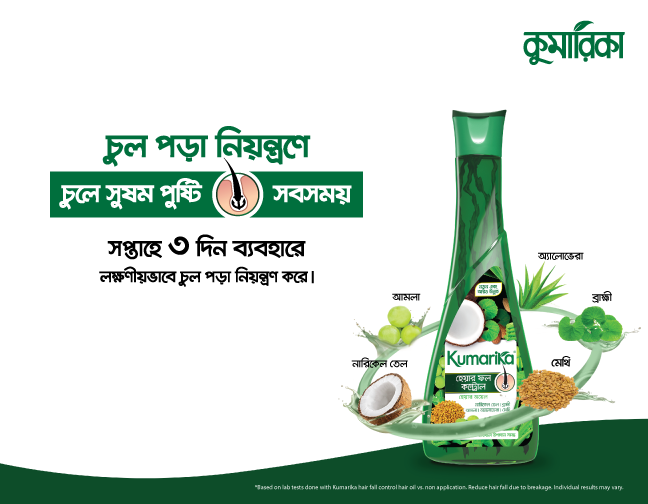 কুমারিকা
চুল পড়া নিয়ন্ত্রণে
চুলে সুষম পুষ্টি সবসময়
সপ্তাহে ৩ দিন ব্যবহারে
লক্ষণীয়ভাবে চুল পড়া নিয়ন্ত্রণ করে।
অ্যালোভেরা
আমলা
ব্রাহ্মী
নারিকেল তেল
মেথি
Kumarika
হেয়ার ফল
কন্ট্রোল
হেয়ার অয়েল
*Based on lab tests done with Kumarika hair fall control hair oil vs. non application. Reduce hair fall due to breakage. Individual results may vary.